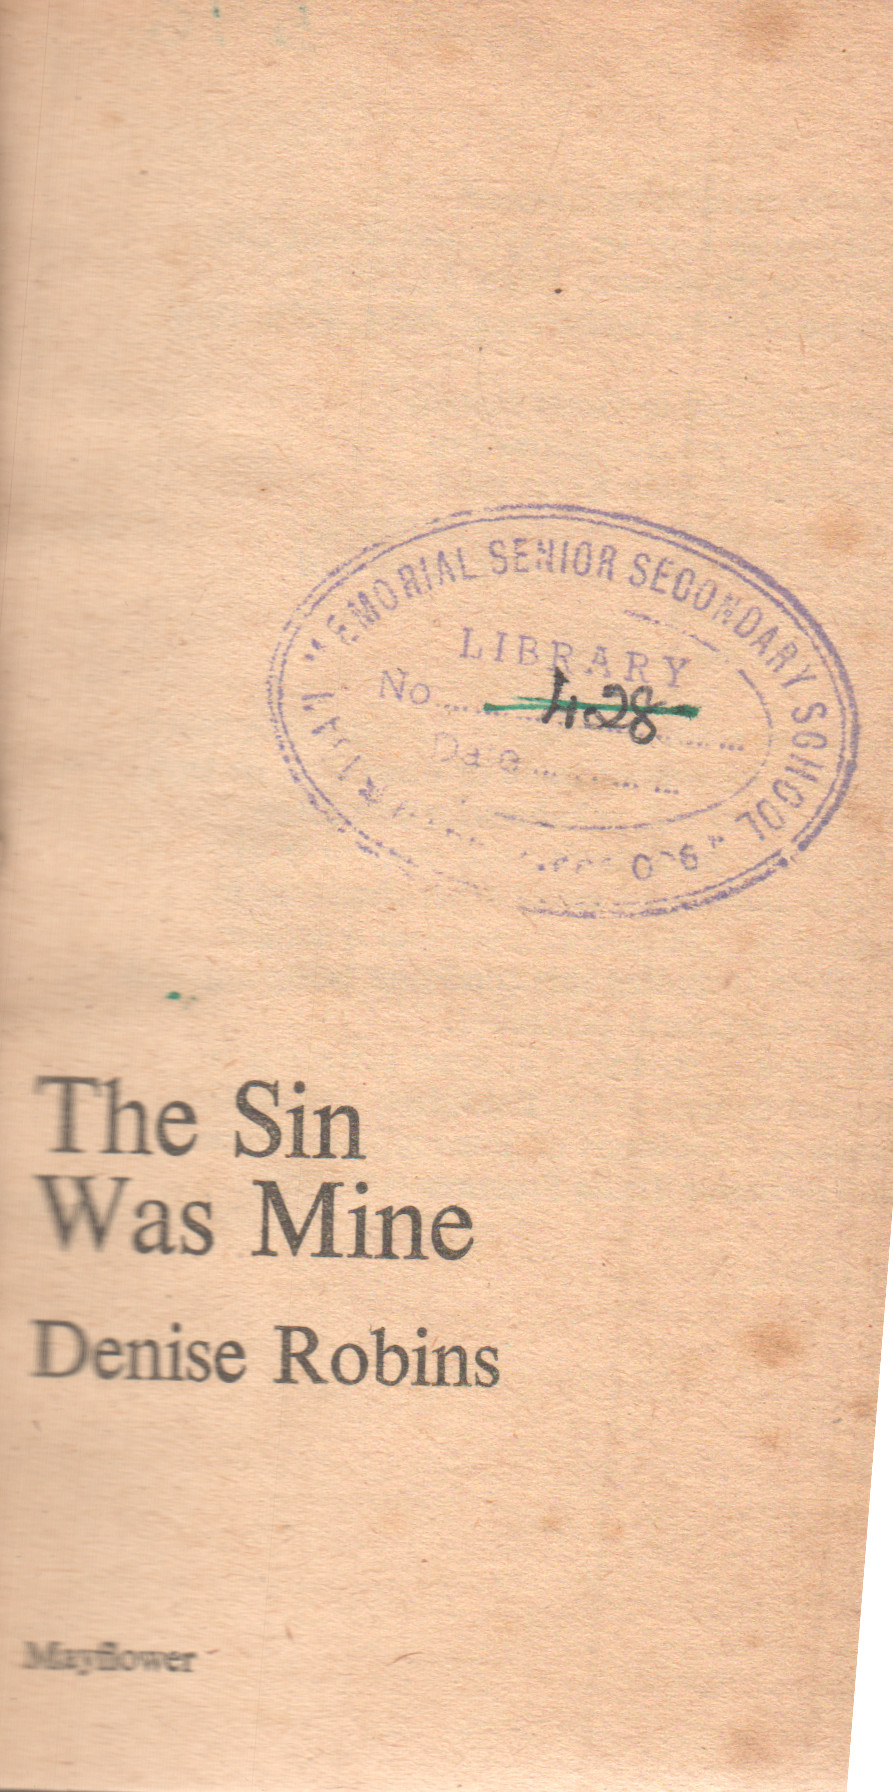 MEMORIAL SENIOR SECONDARY SCHOOL
LIBRARY
No 428
Date
The Sin
Was Mine
Denise Robins
Mayflower